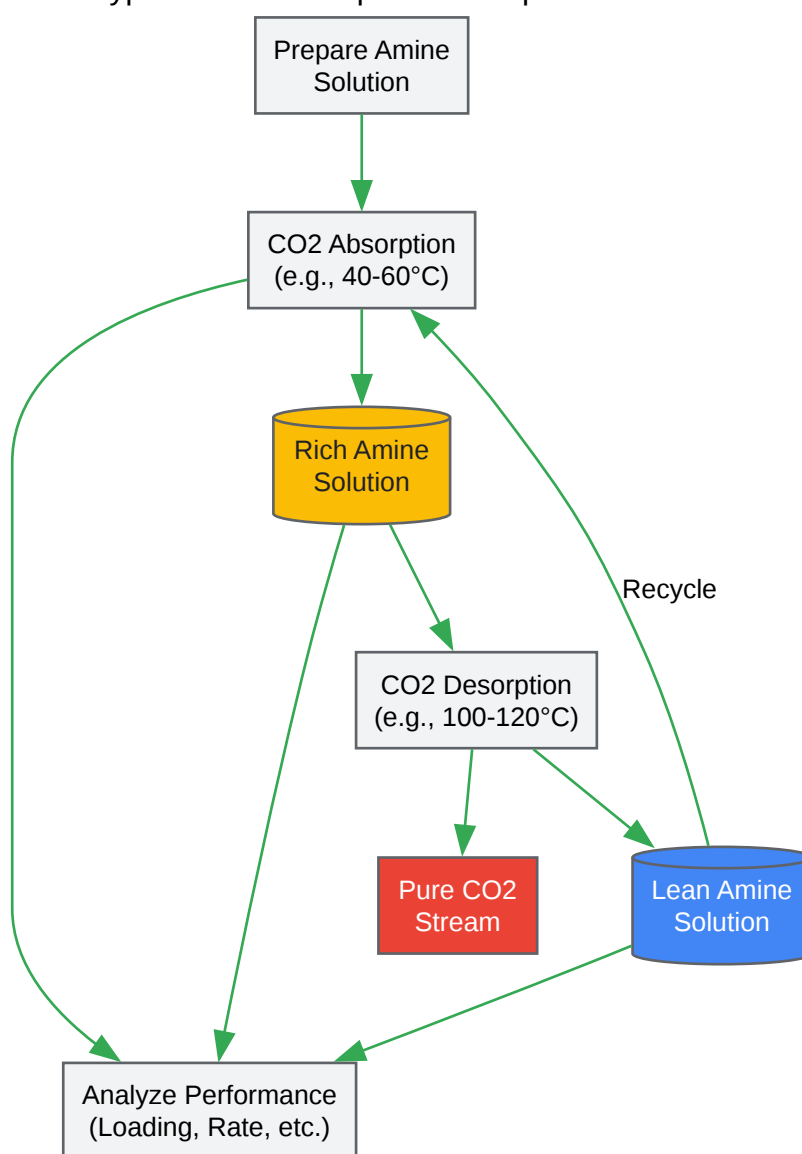 Prepare Amine
Solution
CO2 Absorption
(e.g., 40-60°C)
Rich Amine
Solution
Recycle
CO2 Desorption
(e.g., 100-120°C)
Pure CO2
Stream
Lean Amine
Solution
Analyze Performance
(Loading, Rate, etc.)